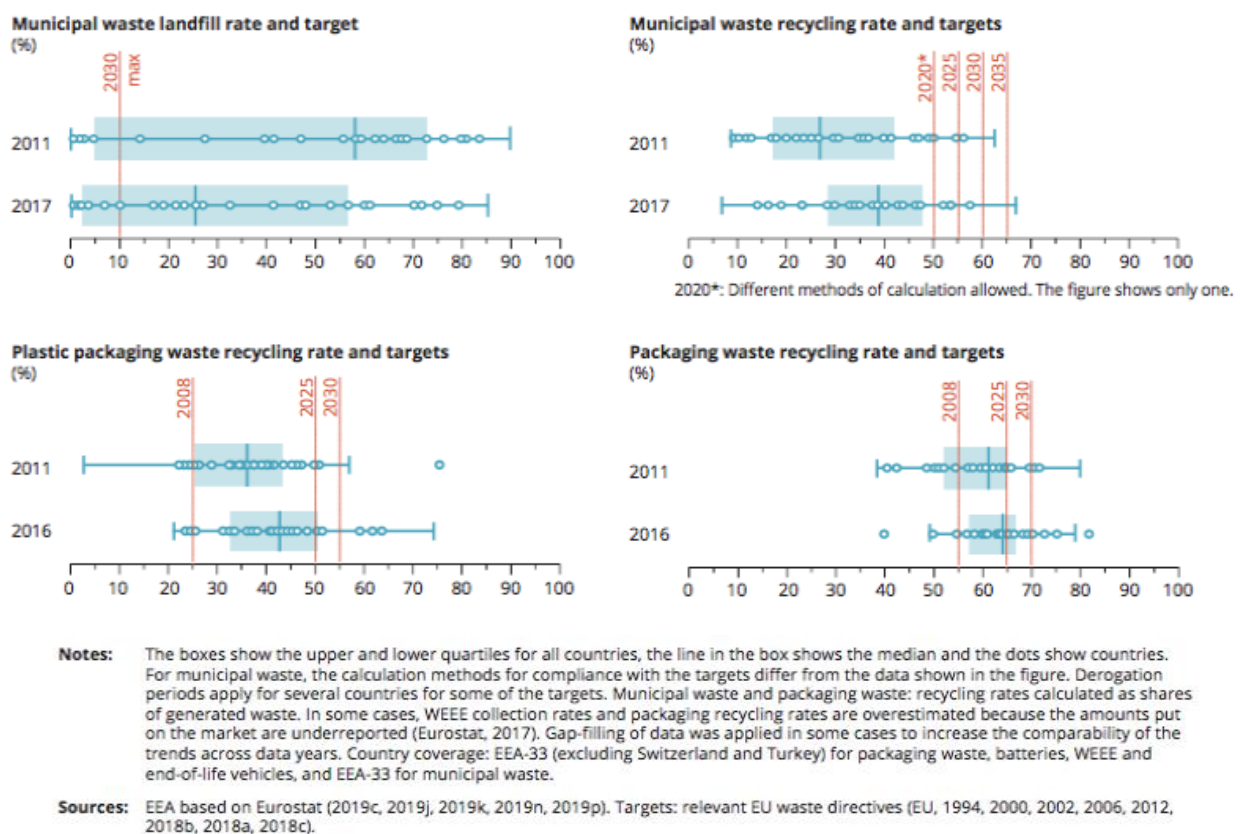 Municipal waste landfill rate and target
(%)
2030
max
2011
2017
0 10 20 30 40 50 60 70 80 90 100
Municipal waste recycling rate and targets
(%)
2020*
2025
2030
2035
2011
2017
0 10 20 30 40 50 60 70 80 90 100
2020*: Different methods of calculation allowed. The figure shows only one.
Plastic packaging waste recycling rate and targets
(%)
2008
2025
2030
2011
2016
0 10 20 30 40 50 60 70 80 90 100
Packaging waste recycling rate and targets
(%)
2008
2025
2030
2011
2016
0 10 20 30 40 50 60 70 80 90 100
Notes: The boxes show the upper and lower quartiles for all countries, the line in the box shows the median and the dots show countries.
For municipal waste, the calculation methods for compliance with the targets differ from the data shown in the figure. Derogation
periods apply for several countries for some of the targets. Municipal waste and packaging waste: recycling rates calculated as shares
of generated waste. In some cases, WEEE collection rates and packaging recycling rates are overestimated because the amounts put
on the market are underreported (Eurostat, 2017). Gap-filling of data was applied in some cases to increase the comparability of the
trends across data years. Country coverage: EEA-33 (excluding Switzerland and Turkey) for packaging waste, batteries, WEEE and
end-of-life vehicles, and EEA-33 for municipal waste.
Sources: EEA based on Eurostat (2019c, 2019j, 2019k, 2019n, 2019p). Targets: relevant EU waste directives (EU, 1994, 2000, 2002, 2006, 2012,
2018b, 2018a, 2018c).